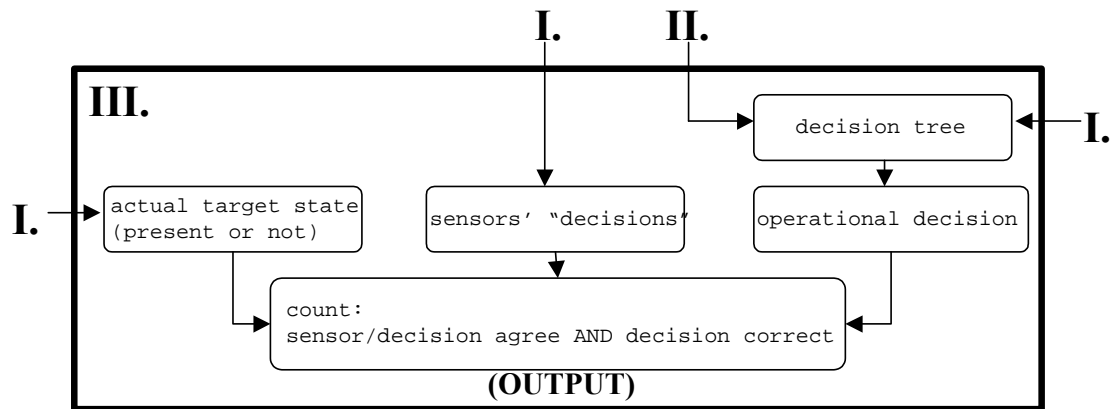 I.
II.
III.
decision tree
I.
I.
actual target state
(present or not)
sensors’ “decisions”
operational decision
count:
sensor/decision agree AND decision correct
(OUTPUT)